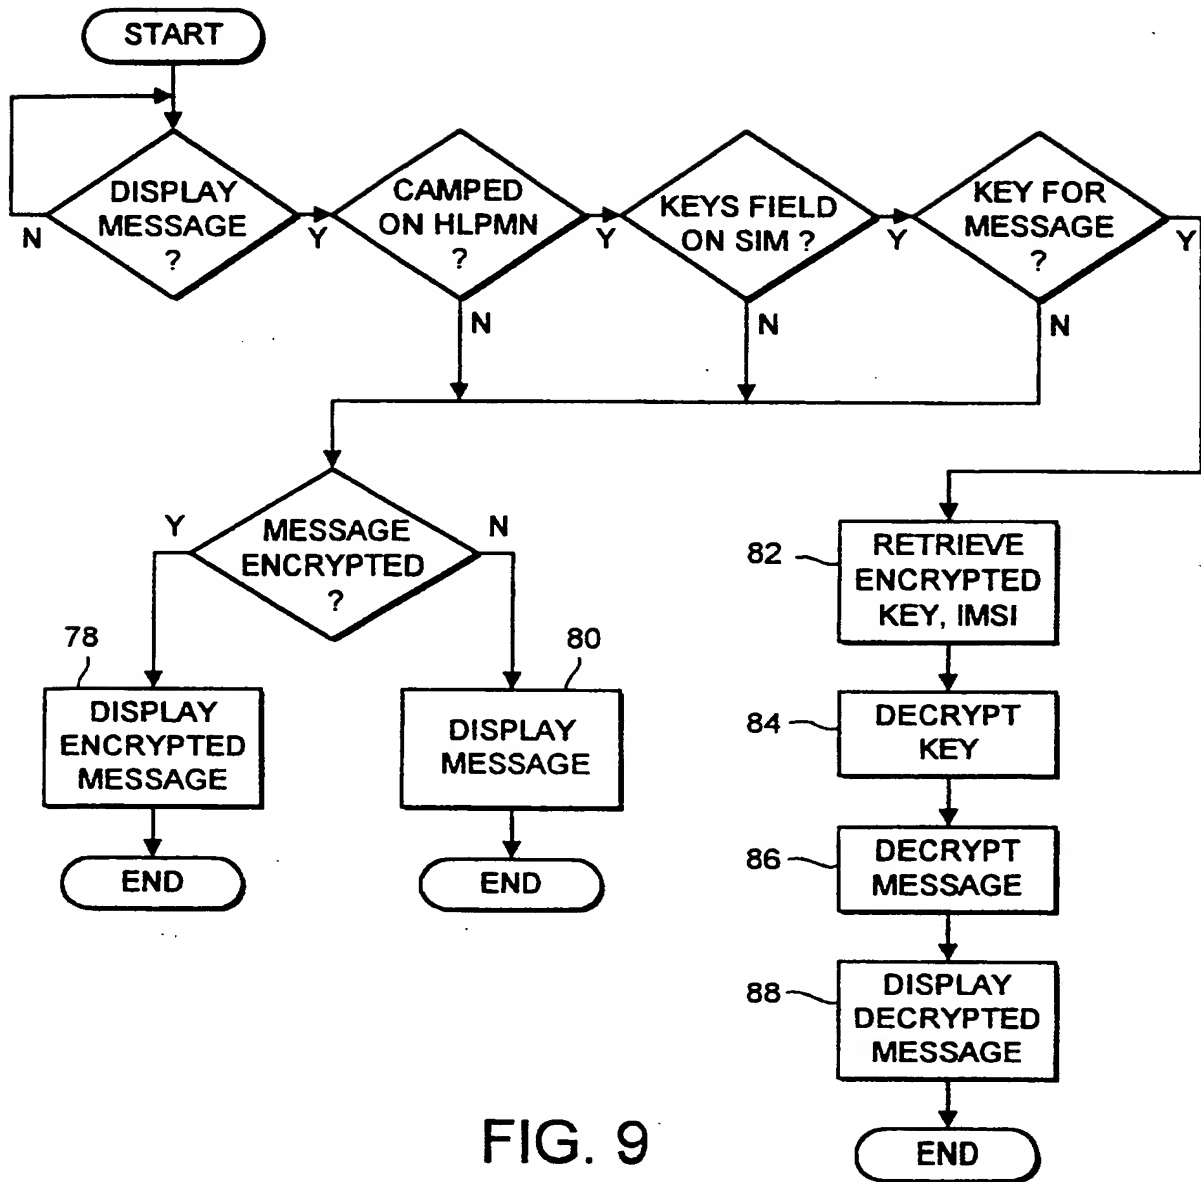 START
DISPLAY
MESSAGE
?
N
Y
CAMPED
ON HLPMN
?
Y
N
KEYS FIELD
ON SIM ?
Y
N
KEY FOR
MESSAGE
?
Y
N
MESSAGE
ENCRYPTED
?
Y
N
78
DISPLAY
ENCRYPTED
MESSAGE
END
80
DISPLAY
MESSAGE
END
82
RETRIEVE
ENCRYPTED
KEY, IMSI
84
DECRYPT
KEY
86
DECRYPT
MESSAGE
88
DISPLAY
DECRYPTED
MESSAGE
END
FIG. 9